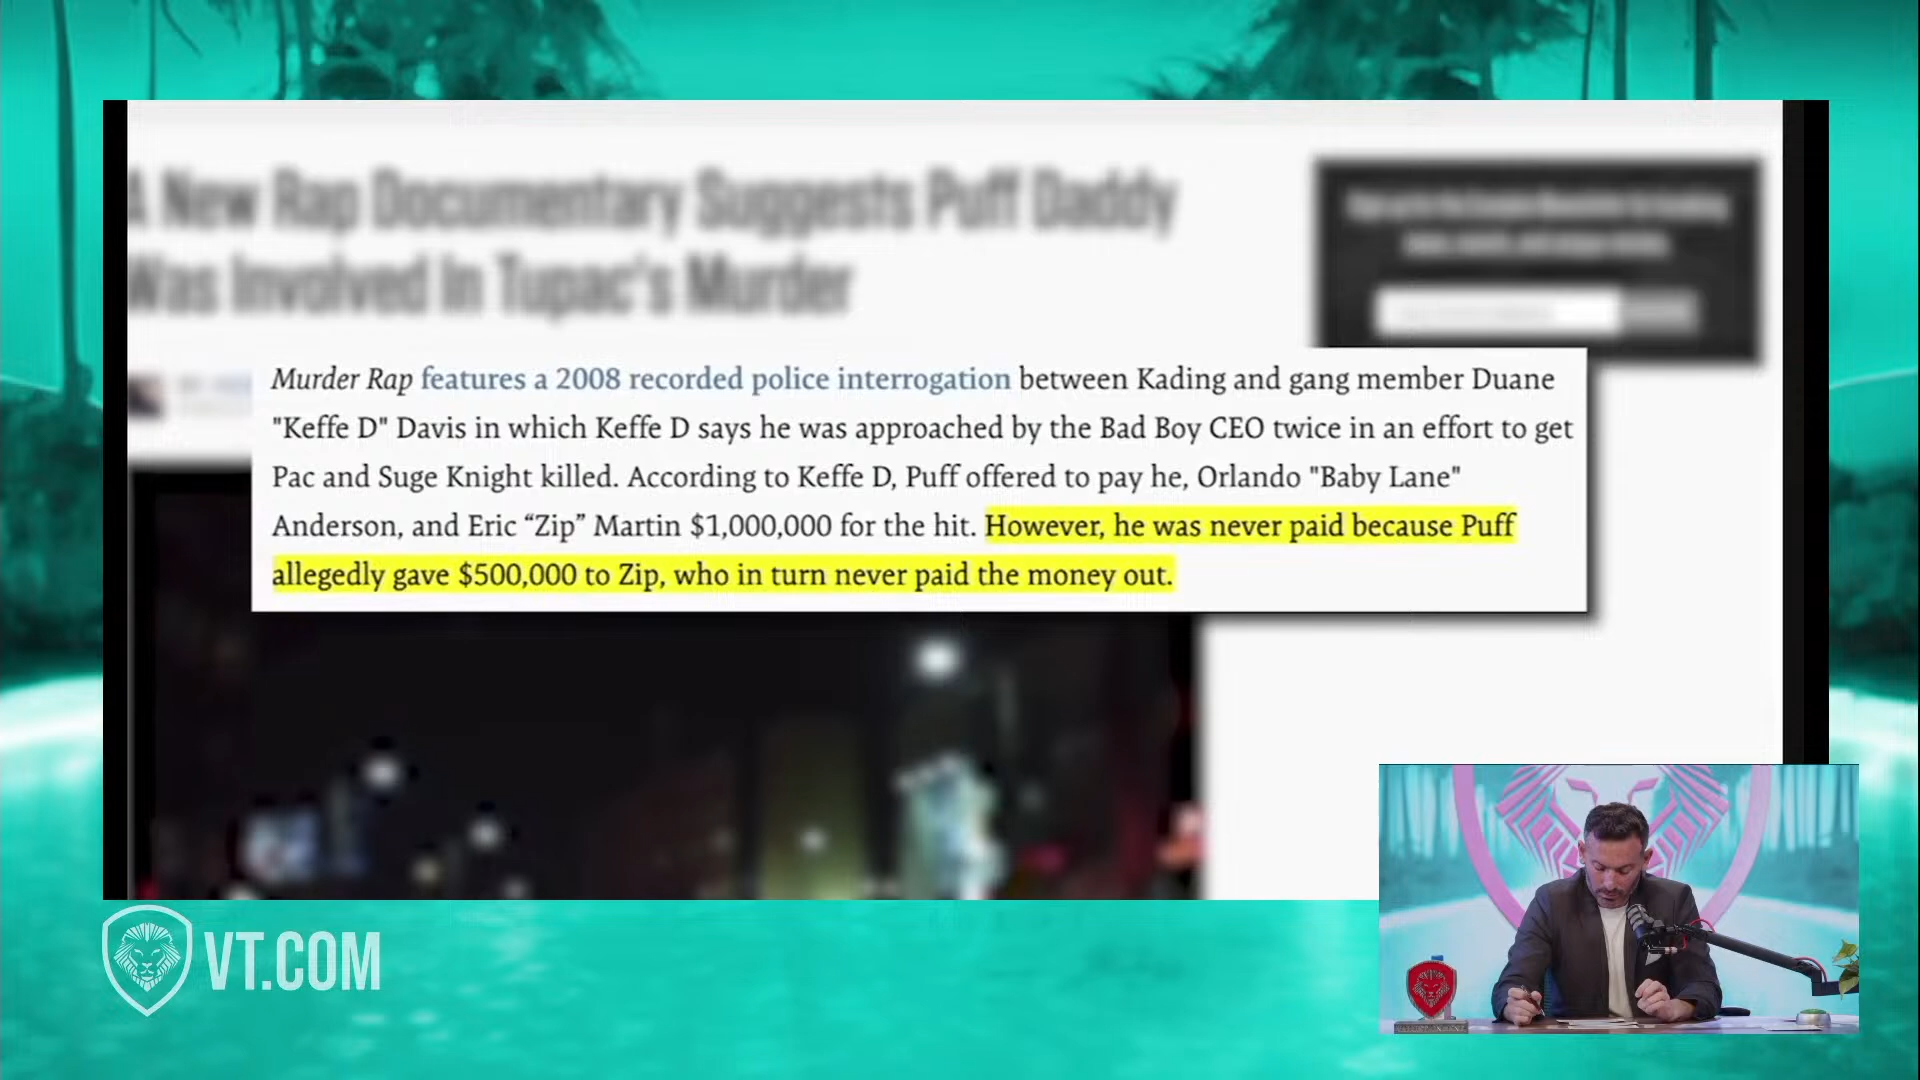 A New Rap Documentary Suggests Puff Daddy
Was Involved In Tupac's Murder
Murder Rap features a 2008 recorded police interrogation between Kading and gang member Duane
"Keffe D" Davis in which Keffe D says he was approached by the Bad Boy CEO twice in an effort to get
Pac and Suge Knight killed. According to Keffe D, Puff offered to pay he, Orlando "Baby Lane"
Anderson, and Eric “Zip” Martin $1,000,000 for the hit. However, he was never paid because Puff
allegedly gave $500,000 to Zip, who in turn never paid the money out.
VT.COM